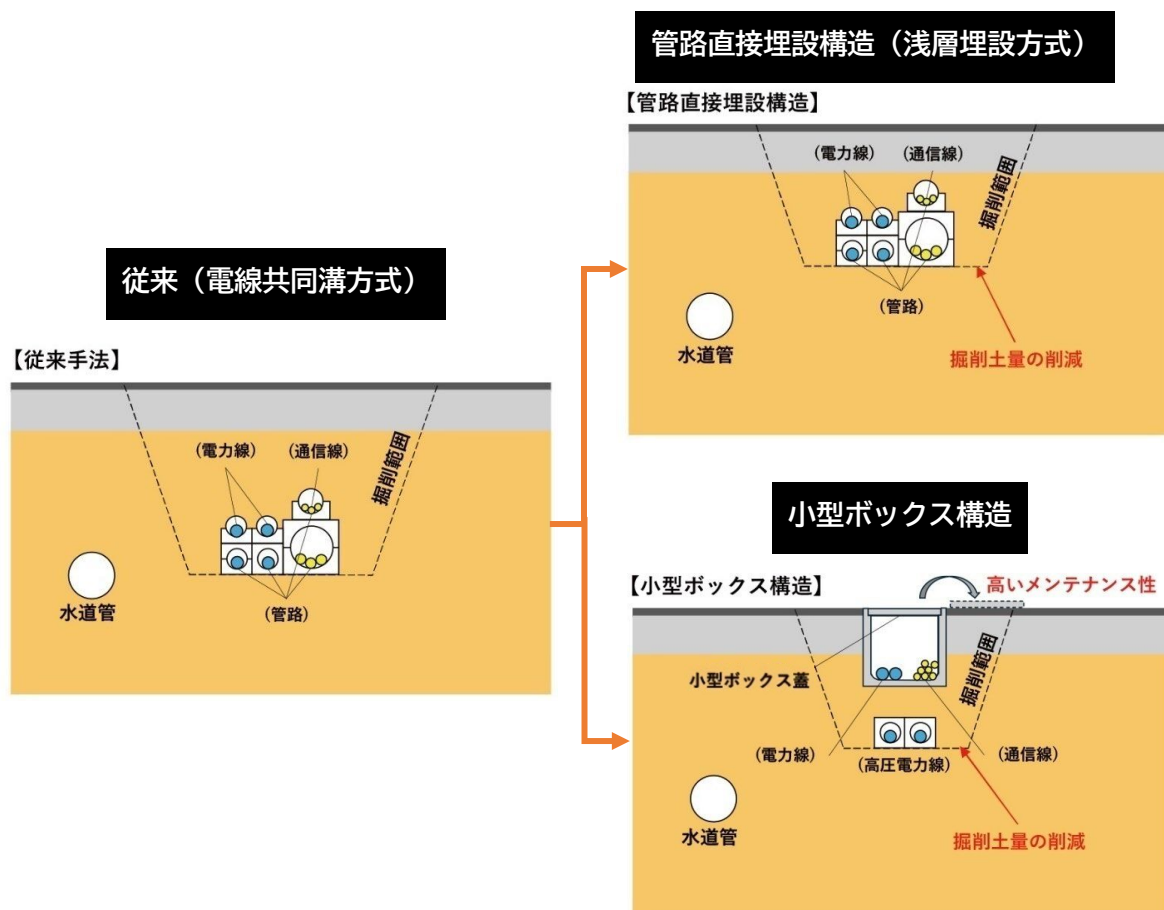 従来（電線共同溝方式）
【従来手法】
(電力線)
(通信線)
掘削範囲
水道管
(管路)
管路直接埋設構造（浅層埋設方式）
【管路直接埋設構造】
(電力線)
(通信線)
掘削範囲
(管路)
水道管
掘削土量の削減
小型ボックス構造
【小型ボックス構造】
高いメンテナンス性
小型ボックス蓋
掘削範囲
(電力線)
(高圧電力線)
(通信線)
水道管
掘削土量の削減